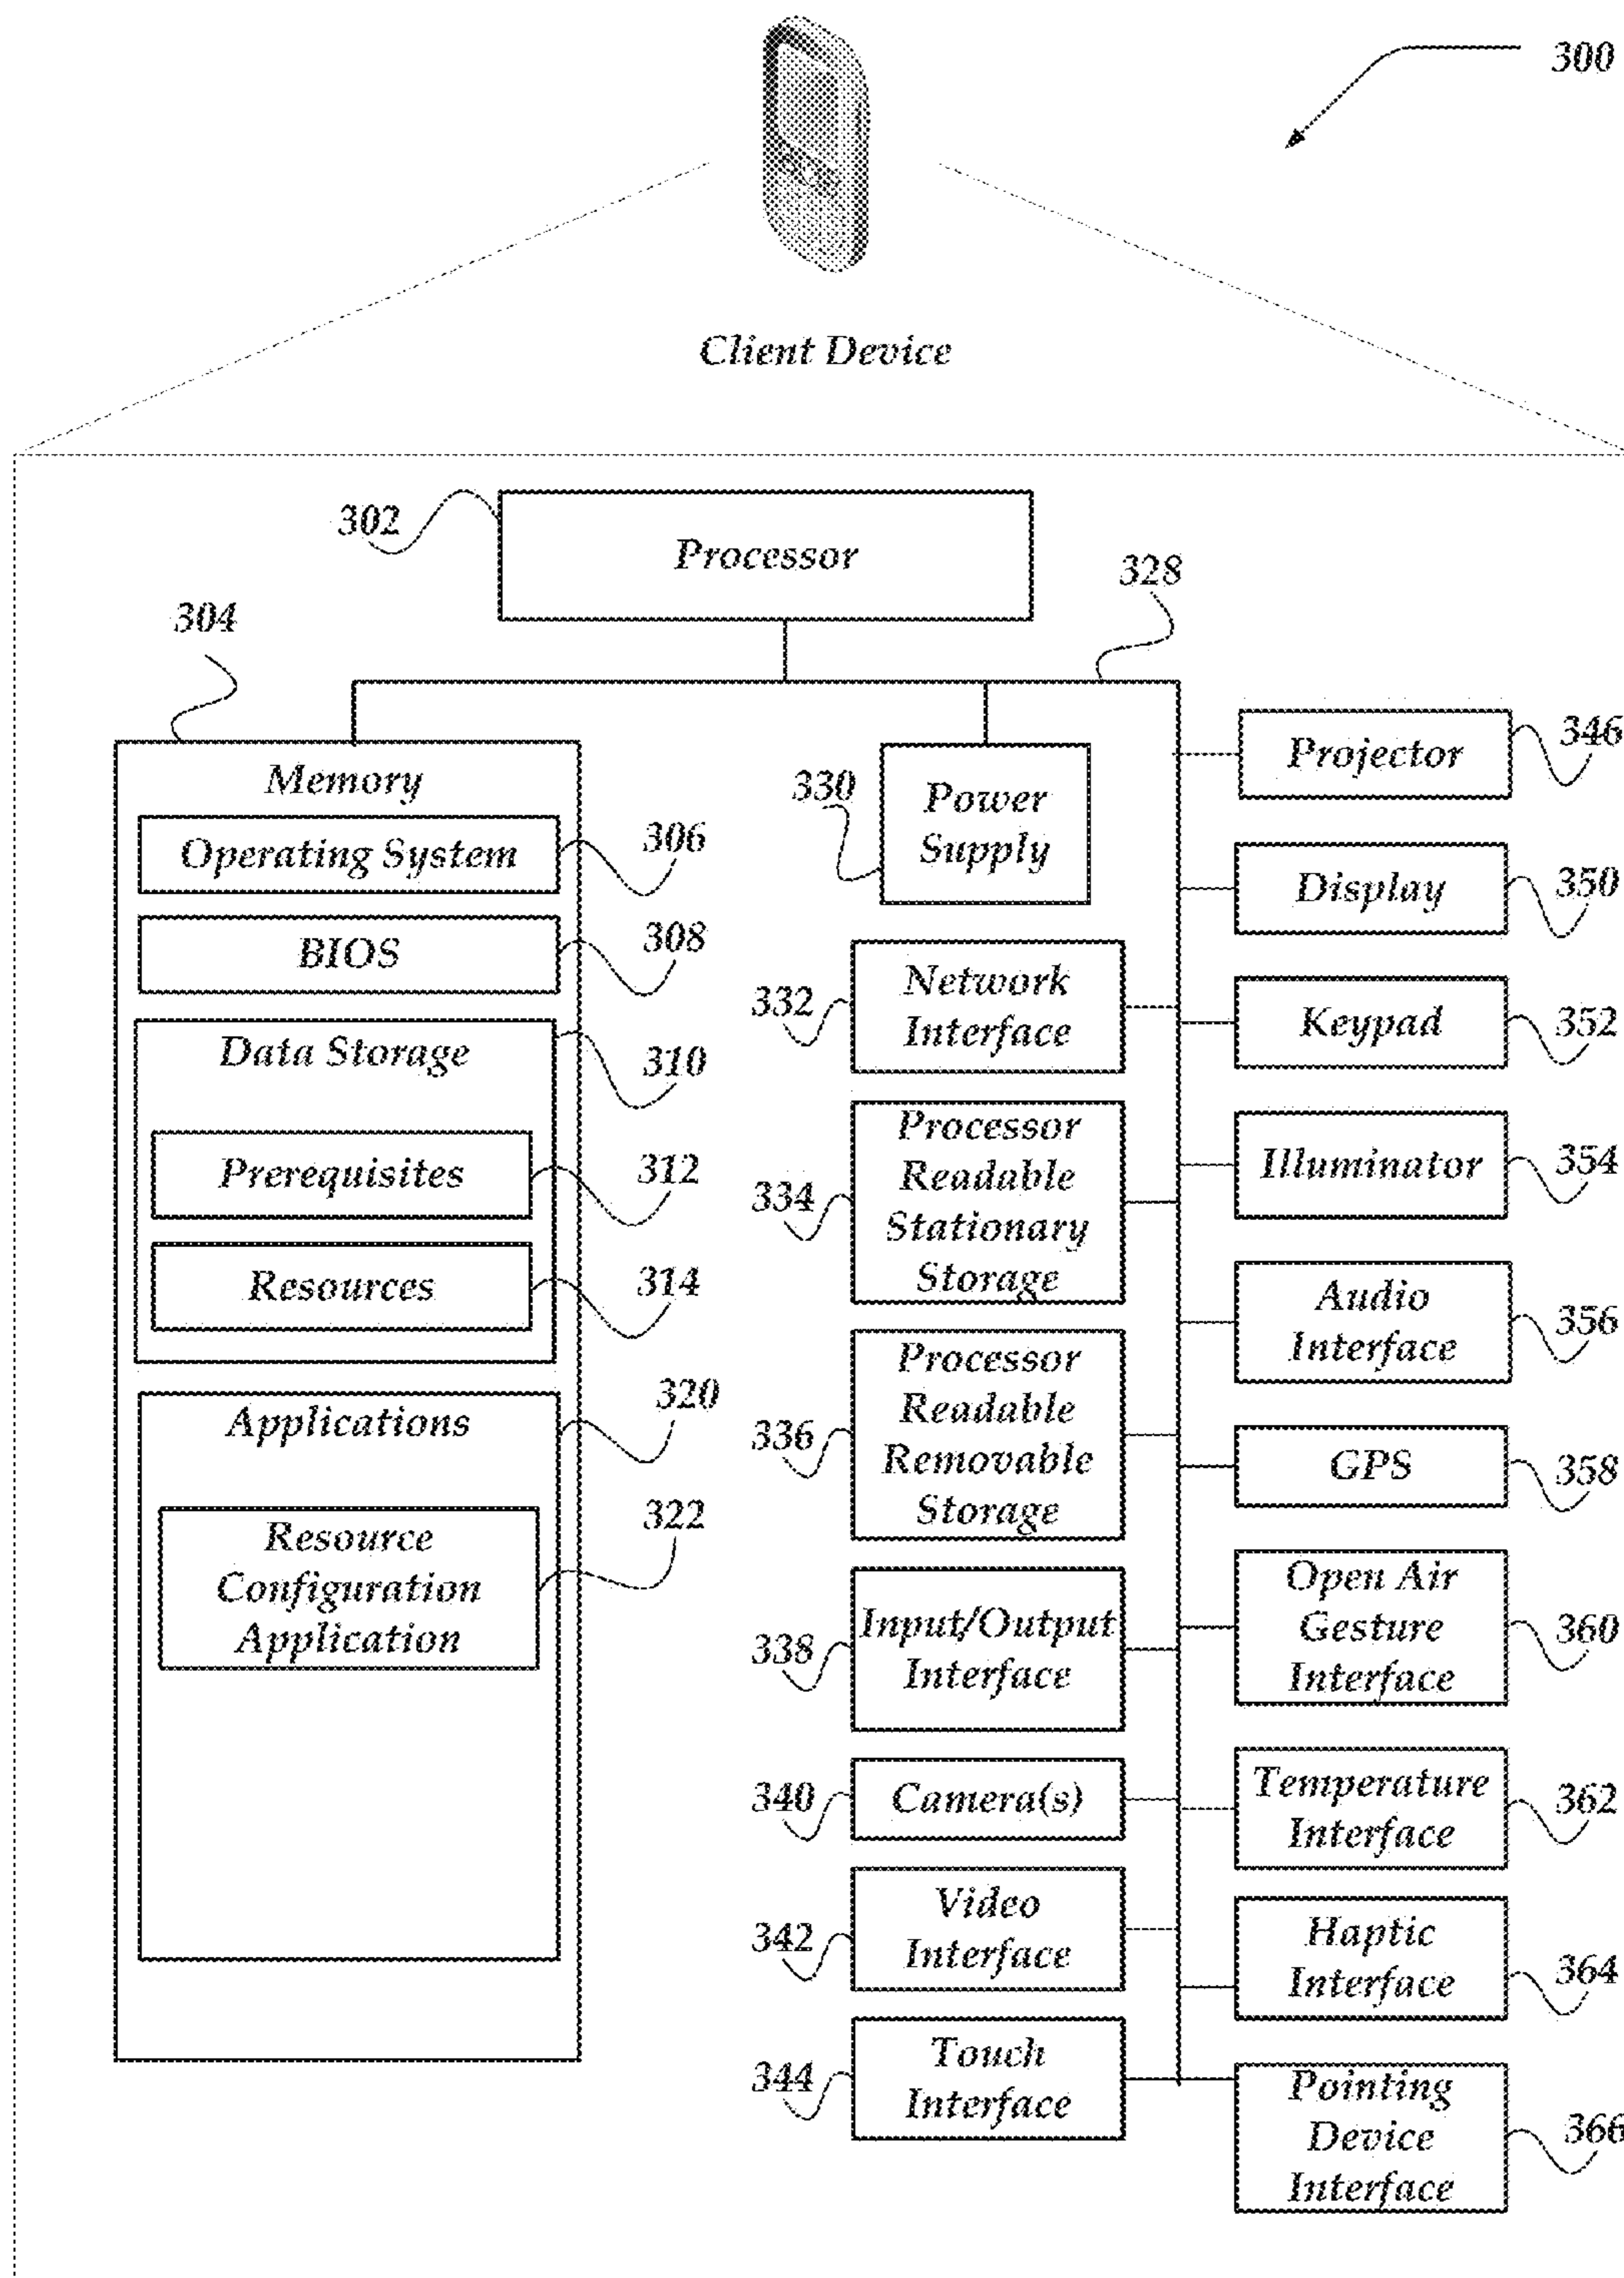 300
Client Device
302
Processor
328
304
Memory
Operating System
306
BIOS
308
Data Storage
310
Prerequisites
312
Resources
314
Applications
320
Resource
Configuration
Application
322
330
Power
Supply
332
Network
Interface
334
Processor
Readable
Stationary
Storage
336
Processor
Readable
Removable
Storage
338
Input/Output
Interface
340
Camera(s)
342
Video
Interface
344
Touch
Interface
Projector
346
Display
350
Keypad
352
Illuminator
354
Audio
Interface
356
GPS
358
Open Air
Gesture
Interface
360
Temperature
Interface
362
Haptic
Interface
364
Pointing
Device
Interface
366